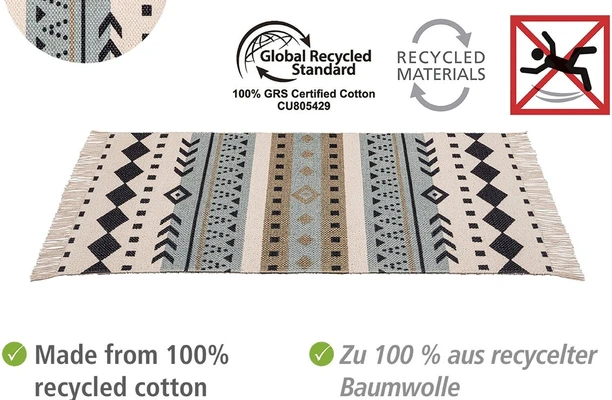 Global Recycled
Standard
100% GRS Certified Cotton
CU805429
RECYCLED
MATERIALS
Made from 100%
recycled cotton
Zu 100 % aus recycelter
Baumwolle